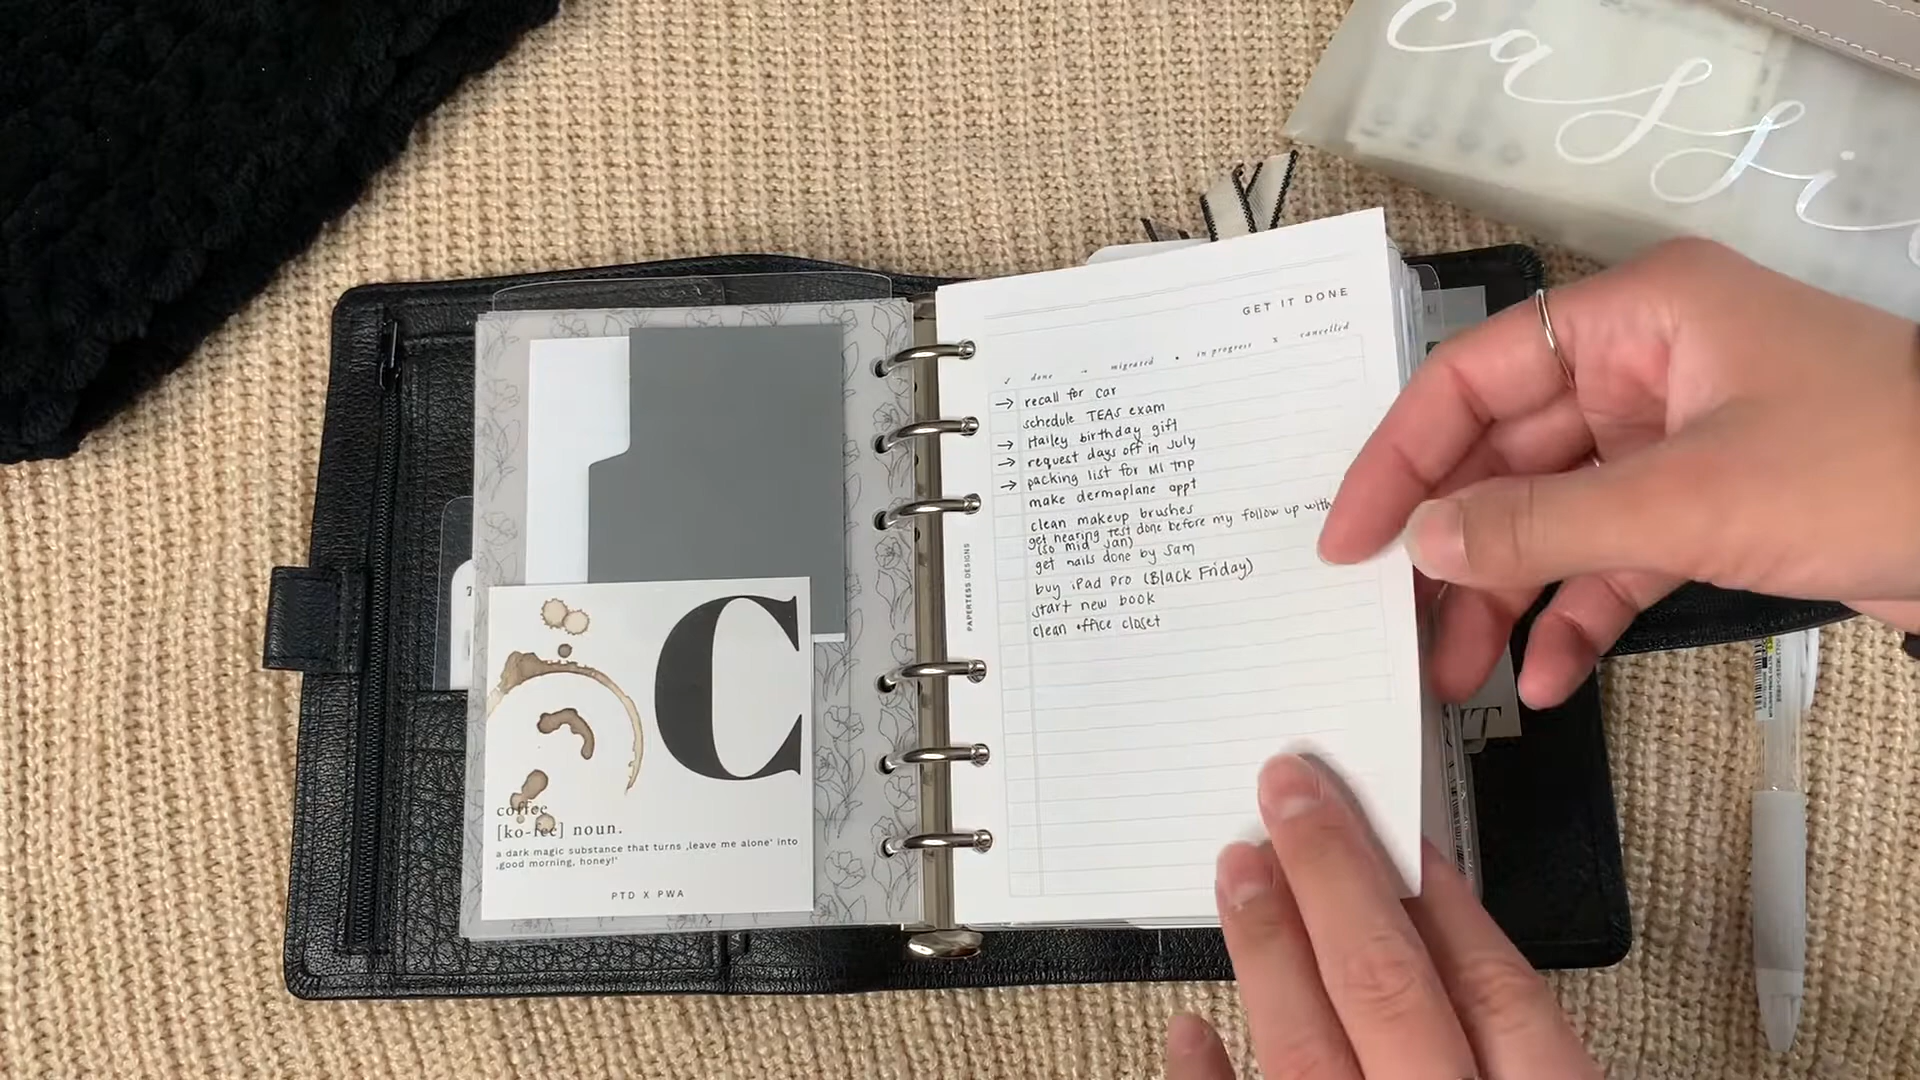 cassi
GET IT DONE
✓ done → migrated • in progress x cancelled
→ recall for car
schedule TEAs exam
→ Hailey birthday gift
→ request days off in July
→ packing list for MI trip
make dermaplane appt
clean makeup brushes
get hearing test done before my follow up with
(so mid Jan)
get nails done by Sam
buy iPad Pro (Black Friday)
start new book
clean office closet
PAPERTESS DESIGNS
C
coffee
[ko-fee] noun.
a dark magic substance that turns ‚leave me alone' into
‚good morning, honey!'
PTD X PWA